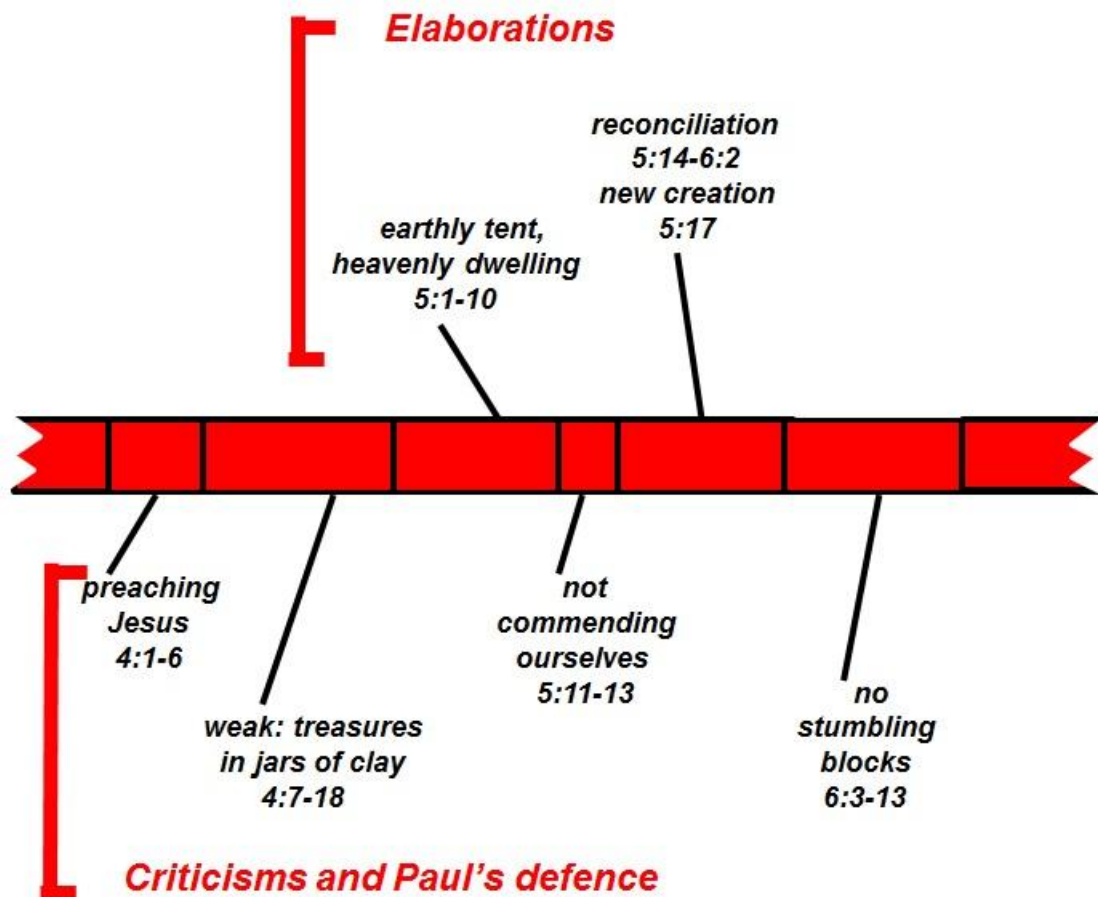 Elaborations
reconciliation
5:14-6:2
new creation
5:17
earthly tent,
heavenly dwelling
5:1-10
preaching
Jesus
4:1-6
weak: treasures
in jars of clay
4:7-18
not
commending
ourselves
5:11-13
no
stumbling
blocks
6:3-13
Criticisms and Paul's defence